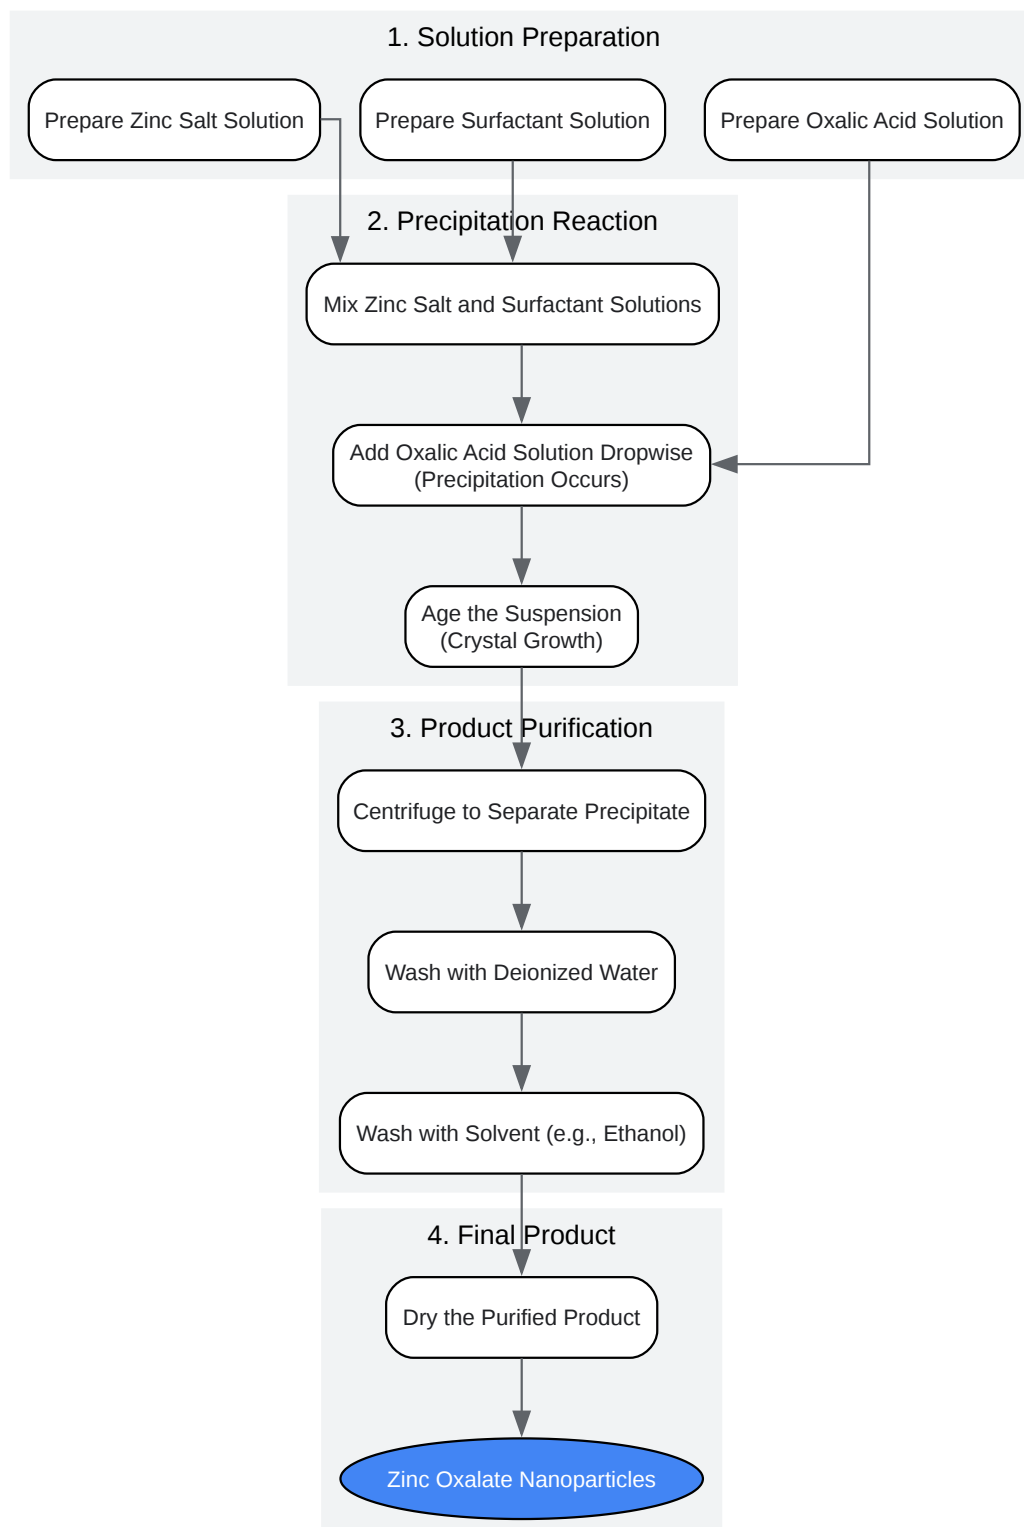 1. Solution Preparation
Prepare Zinc Salt Solution
Prepare Surfactant Solution
Prepare Oxalic Acid Solution
2. Precipitation Reaction
Mix Zinc Salt and Surfactant Solutions
Add Oxalic Acid Solution Dropwise
(Precipitation Occurs)
Age the Suspension
(Crystal Growth)
3. Product Purification
Centrifuge to Separate Precipitate
Wash with Deionized Water
Wash with Solvent (e.g., Ethanol)
4. Final Product
Dry the Purified Product
Zinc Oxalate Nanoparticles